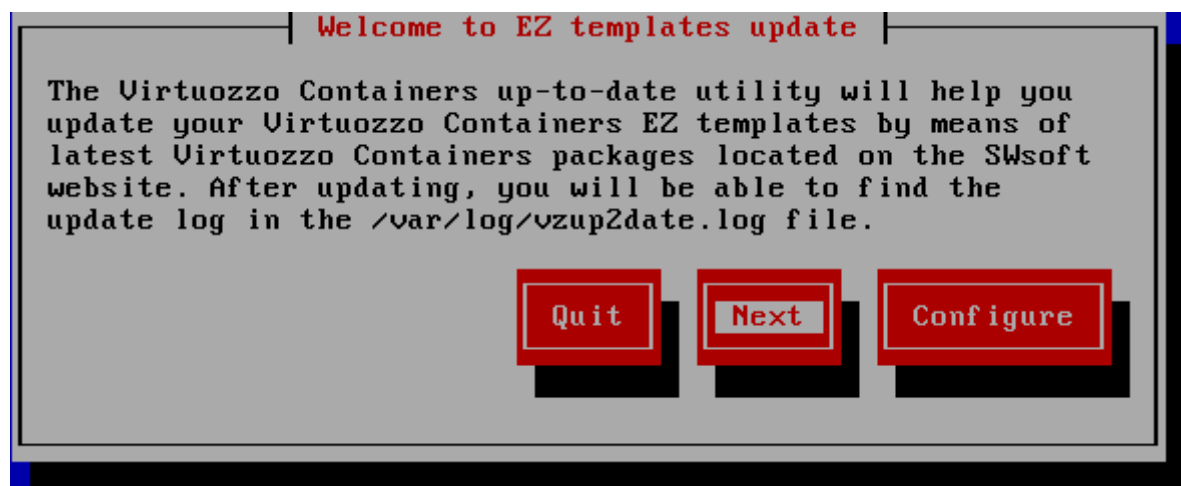 Welcome to EZ templates update
The Virtuozzo Containers up-to-date utility will help you
update your Virtuozzo Containers EZ templates by means of
latest Virtuozzo Containers packages located on the SWsoft
website. After updating, you will be able to find the
update log in the /var/log/vzup2date.log file.
Quit Next Configure